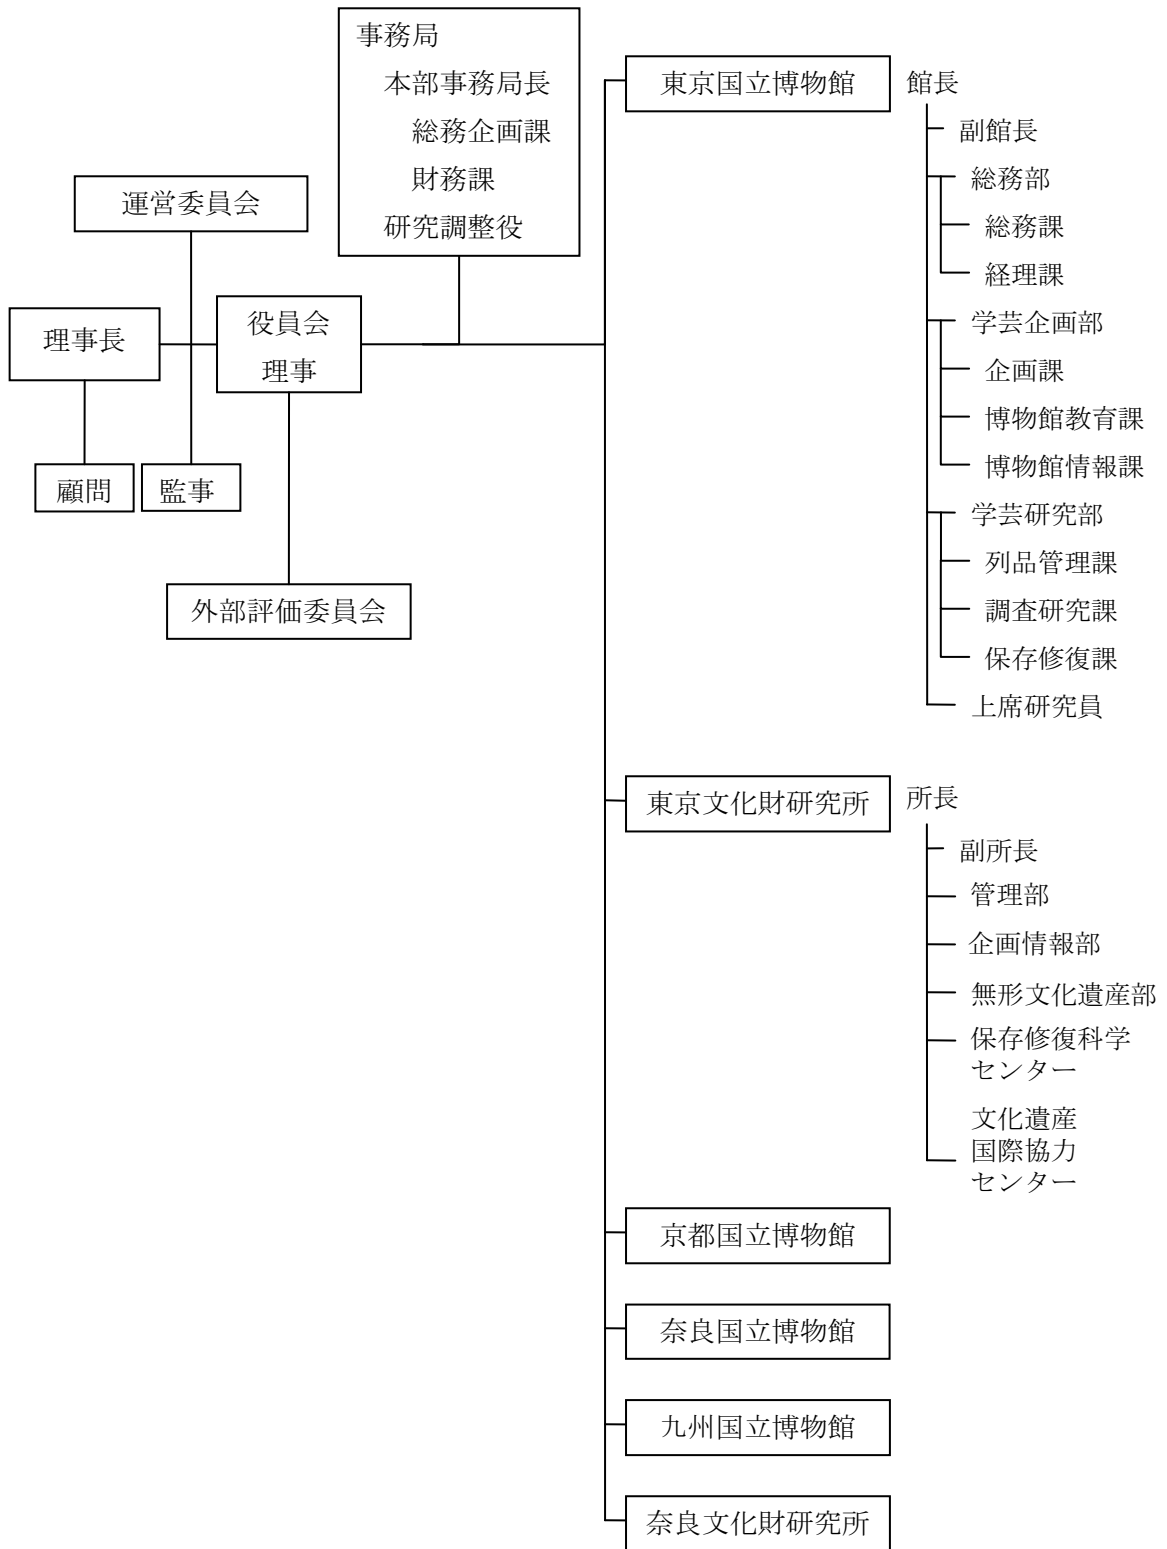 事務局
本部事務局長
総務企画課
財務課
研究調整役
運営委員会
理事長
役員会
理事
顧問
監事
外部評価委員会
東京国立博物館
館長
副館長
総務部
総務課
経理課
学芸企画部
企画課
博物館教育課
博物館情報課
学芸研究部
列品管理課
調査研究課
保存修復課
上席研究員
東京文化財研究所
所長
副所長
管理部
企画情報部
無形文化遺産部
保存修復科学
センター
文化遺産
国際協力
センター
京都国立博物館
奈良国立博物館
九州国立博物館
奈良文化財研究所